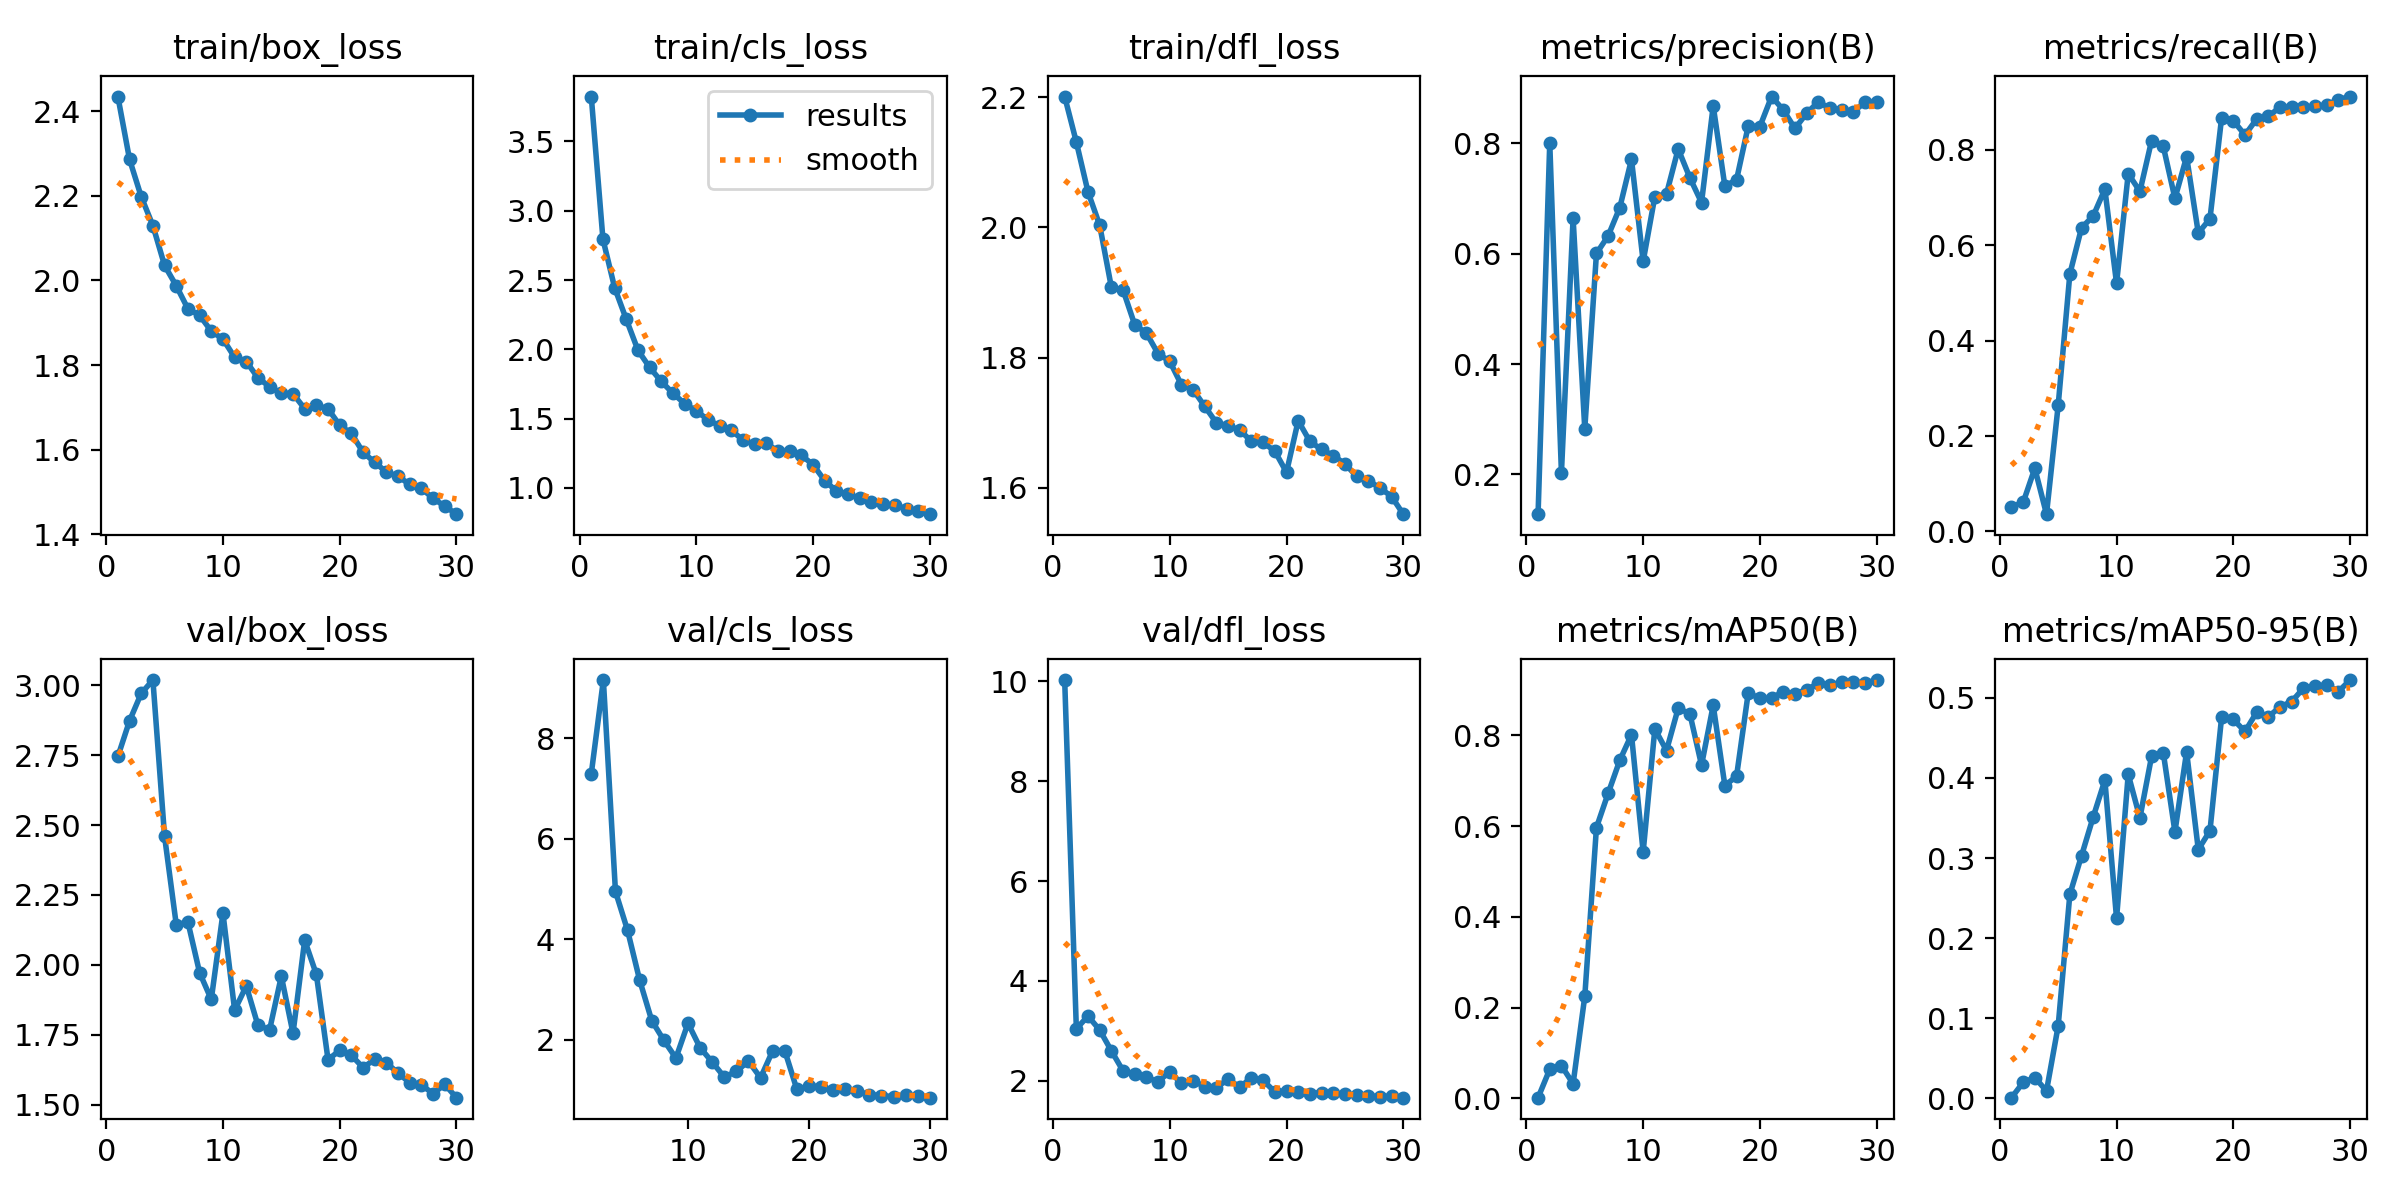 train/box_loss
2.4
2.2
2.0
1.8
1.6
1.4
0 10 20 30
train/cls_loss
results
smooth
3.5
3.0
2.5
2.0
1.5
1.0
0 10 20 30
train/dfl_loss
2.2
2.0
1.8
1.6
0 10 20 30
metrics/precision(B)
0.8
0.6
0.4
0.2
0 10 20 30
metrics/recall(B)
0.8
0.6
0.4
0.2
0.0
0 10 20 30
val/box_loss
3.00
2.75
2.50
2.25
2.00
1.75
1.50
0 10 20 30
val/cls_loss
8
6
4
2
10 20 30
val/dfl_loss
10
8
6
4
2
0 10 20 30
metrics/mAP50(B)
0.8
0.6
0.4
0.2
0.0
0 10 20 30
metrics/mAP50-95(B)
0.5
0.4
0.3
0.2
0.1
0.0
0 10 20 30